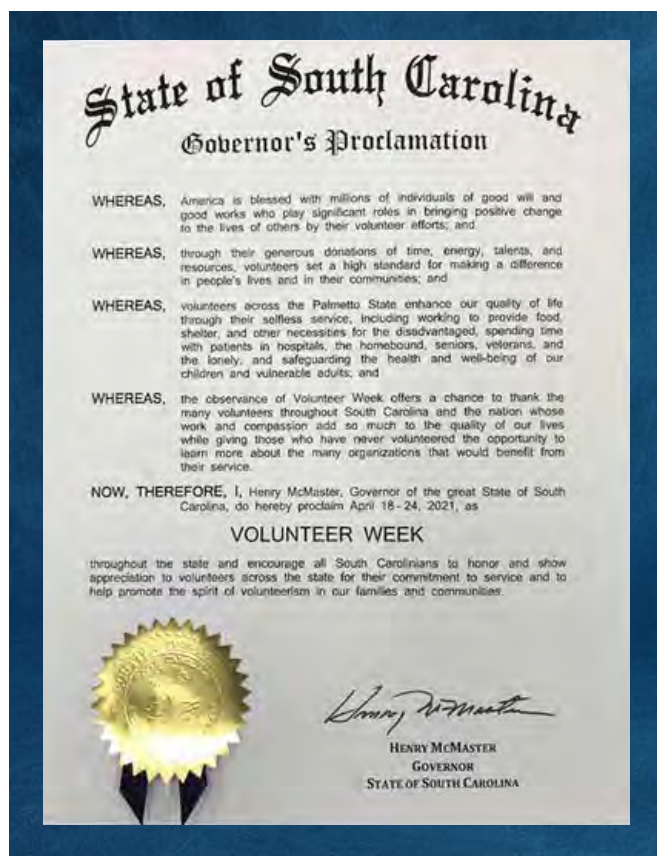 State of South Carolina
Governor's Proclamation
WHEREAS, America is blessed with millions of individuals of good will and
good works who play significant roles in bringing positive change
to the lives of others by their volunteer efforts; and
WHEREAS, through their generous donations of time, energy, talents, and
resources, volunteers set a high standard for making a difference
in people's lives and in their communities; and
WHEREAS, volunteers across the Palmetto State enhance our quality of life
through their selfless service, including working to provide food,
shelter, and other necessities for the disadvantaged, spending time
with patients in hospitals, the homebound, seniors, veterans, and
the lonely, and safeguarding the health and well-being of our
children and vulnerable adults; and
WHEREAS, the observance of Volunteer Week offers a chance to thank the
many volunteers throughout South Carolina and the nation whose
work and compassion add so much to the quality of our lives
while giving those who have never volunteered the opportunity to
learn more about the many organizations that would benefit from
their service.
NOW, THEREFORE, I, Henry McMaster, Governor of the great State of South
Carolina, do hereby proclaim April 18 - 24, 2021, as
VOLUNTEER WEEK
throughout the state and encourage all South Carolinians to honor and show
appreciation to volunteers across the state for their commitment to service and to
help promote the spirit of volunteerism in our families and communities.
Henry McMaster
HENRY MCMASTER
GOVERNOR
STATE OF SOUTH CAROLINA